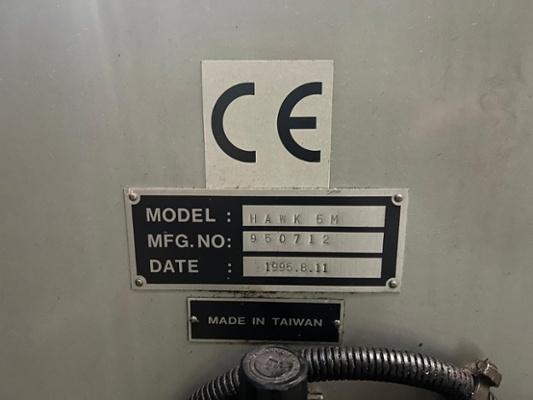 CE
MODEL : HAWK 5M
MFG. NO: 950712
DATE : 1995.8.11
MADE IN TAIWAN